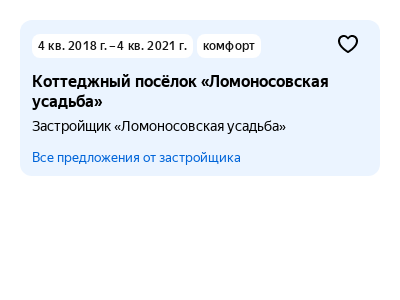 4 кв. 2018 г. – 4 кв. 2021 г. комфорт
Коттеджный посёлок «Ломоносовская
усадьба»
Застройщик «Ломоносовская усадьба»
Все предложения от застройщика